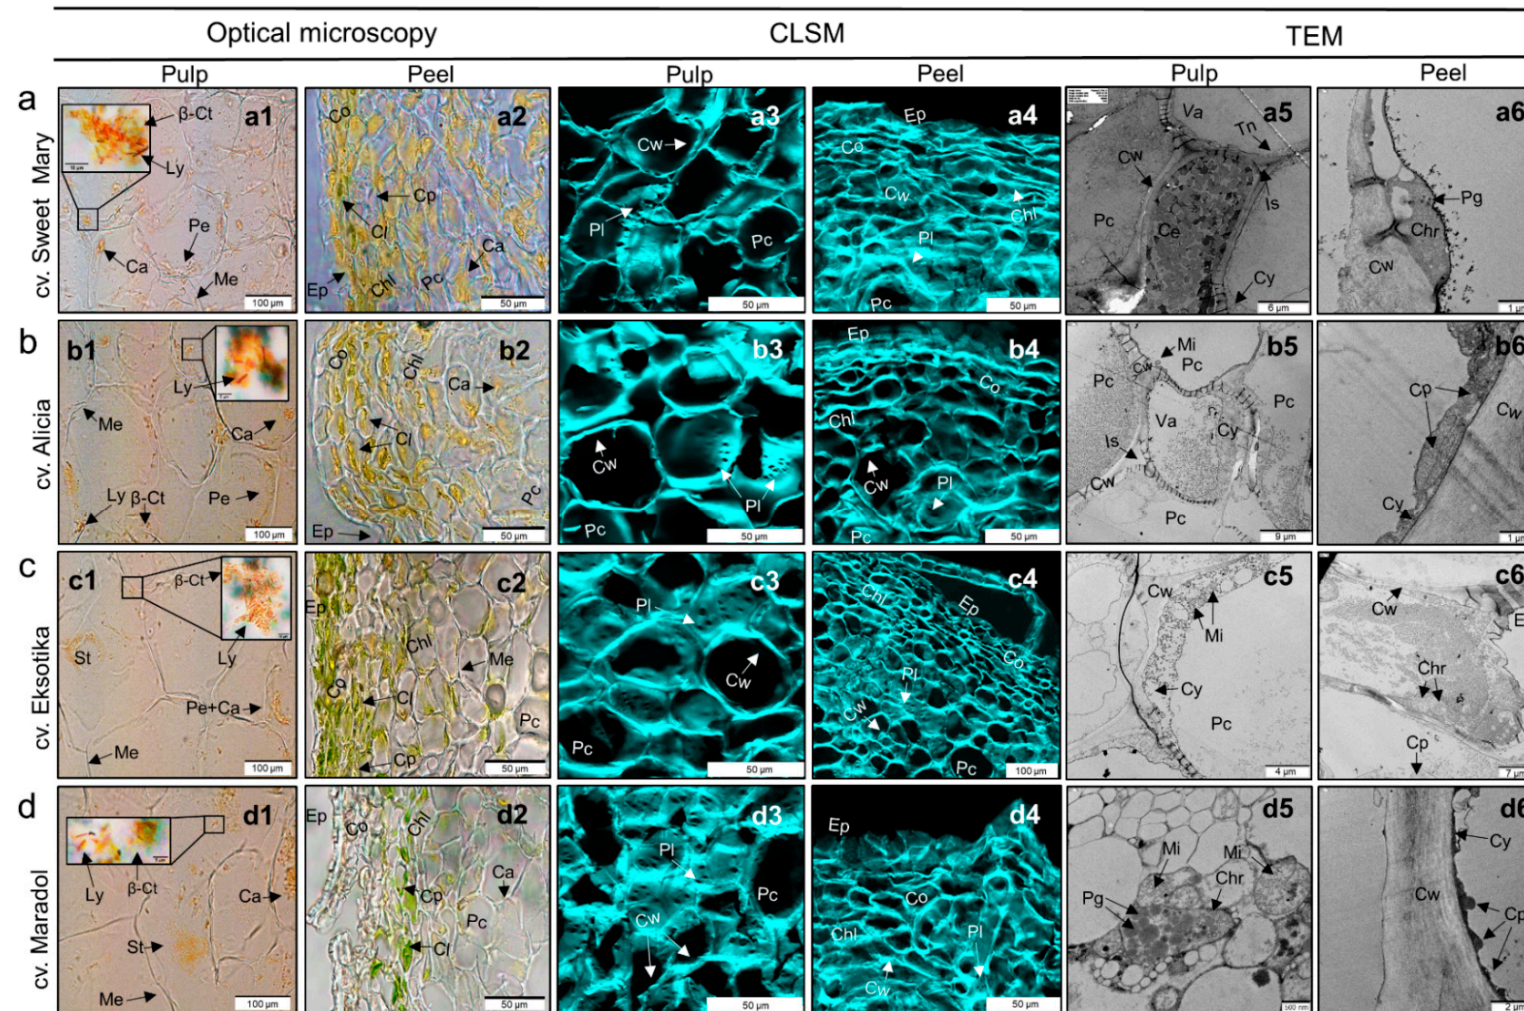 Optical microscopy CLSM TEM
Pulp Peel Pulp Peel Pulp Peel
a
cv. Sweet Mary
a1
β-Ct
Ly
Pe
Ca
Me
100 µm
a2
Co
Cp
Cl
Ca
Ep
Chl
Pc
50 µm
a3
Cw
Pl
Pc
50 µm
a4
Ep
Co
Cw
Chl
Pl
Pc
50 µm
a5
Va
Tn
Cw
Is
Pc
Ce
Cy
6 µm
a6
Pg
Chr
Cw
1 µ
b
cv. Alicia
b1
Ly
Me
Ca
Ly β-Ct
Pe
100 µm
b2
Co
Chl
Ca
Cl
Pc
Ep
50 µm
b3
Cw
Pl
Pc
50 µm
b4
Ep
Co
Chl
Cw
Pl
Pc
50 µm
b5
Mi
Pc
Cw
Pc
Pc
Va
Is
Cy
Cw
Pc
9 µm
b6
Cp
Cw
Cy
1 µ
c
cv. Eksotika
c1
β-Ct
St
Ly
Pe+Ca
Me
100 µm
c2
Ep
Chl
Me
Co
Cl
Pc
Cp
50 µm
c3
Pl
Cw
Pc
50 µm
c4
Chl
Ep
Co
Pl
Cw
Pc
100 µm
c5
Cw
Mi
Cy
Pc
4 µm
c6
Cw
E
Chr
Cp
7 µ
d
cv. Maradol
d1
Ly
β-Ct
Ca
St
Me
100 µm
d2
Ep
Co
Chl
Ca
Cp
Pc
Cl
50 µm
d3
Pl
Pc
Cw
50 µm
d4
Ep
Co
Chl
Pl
Cw
50 µm
d5
Mi
Mi
Pg
Chr
500 nm
d6
Cy
Cw
Cp
2 µ